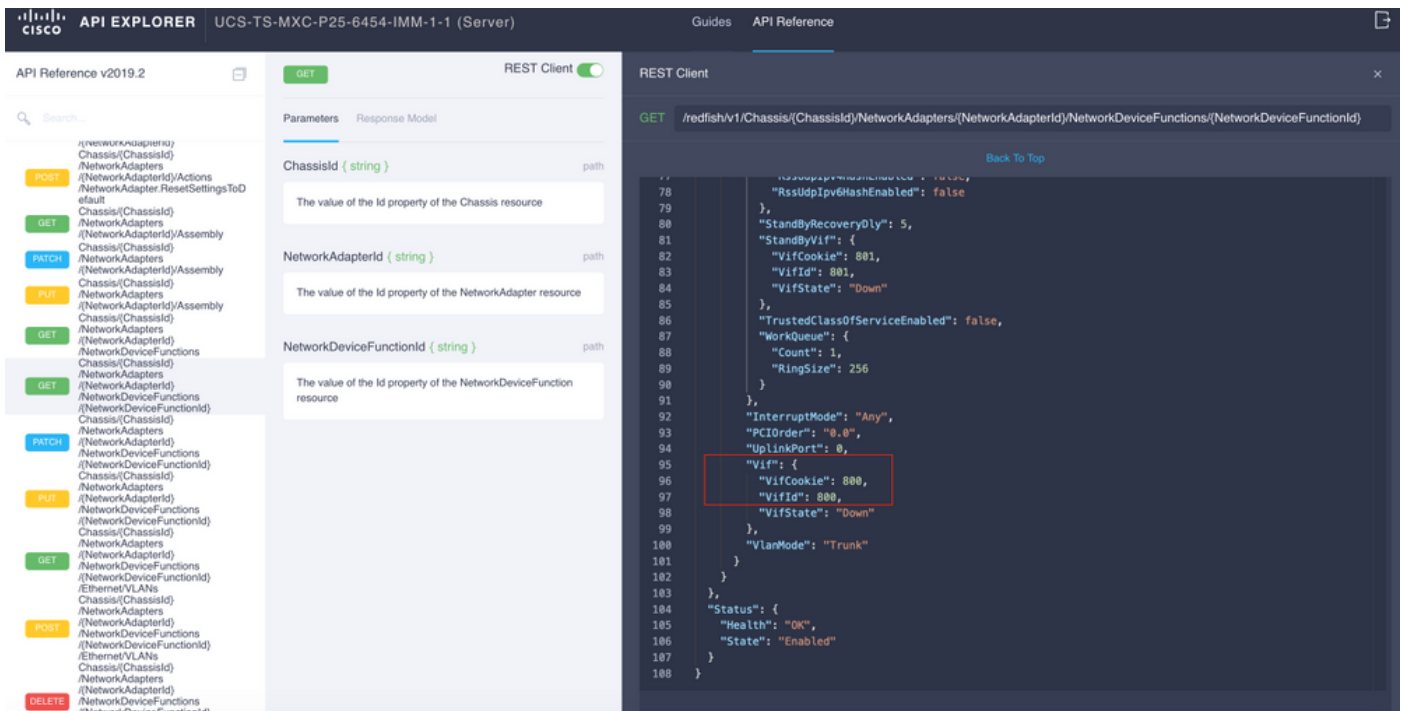 CISCO
API EXPLORER
UCS-TS-MXC-P25-6454-IMM-1-1 (Server)
Guides
API Reference
API Reference v2019.2
Search...
/{NetworkAdapterId}
POST
Chassis/{ChassisId}
/NetworkAdapters
/{NetworkAdapterId}/Actions
/NetworkAdapter.ResetSettingsToD
efault
GET
Chassis/{ChassisId}
/NetworkAdapters
/{NetworkAdapterId}/Assembly
PATCH
Chassis/{ChassisId}
/NetworkAdapters
/{NetworkAdapterId}/Assembly
PUT
Chassis/{ChassisId}
/NetworkAdapters
/{NetworkAdapterId}/Assembly
GET
Chassis/{ChassisId}
/NetworkAdapters
/{NetworkAdapterId}
/NetworkDeviceFunctions
GET
Chassis/{ChassisId}
/NetworkAdapters
/{NetworkAdapterId}
/NetworkDeviceFunctions
/{NetworkDeviceFunctionId}
PATCH
Chassis/{ChassisId}
/NetworkAdapters
/{NetworkAdapterId}
/NetworkDeviceFunctions
/{NetworkDeviceFunctionId}
PUT
Chassis/{ChassisId}
/NetworkAdapters
/{NetworkAdapterId}
/NetworkDeviceFunctions
/{NetworkDeviceFunctionId}
GET
Chassis/{ChassisId}
/NetworkAdapters
/{NetworkAdapterId}
/NetworkDeviceFunctions
/{NetworkDeviceFunctionId}
/Ethernet/VLANs
POST
Chassis/{ChassisId}
/NetworkAdapters
/{NetworkAdapterId}
/NetworkDeviceFunctions
/{NetworkDeviceFunctionId}
/Ethernet/VLANs
DELETE
Chassis/{ChassisId}
/NetworkAdapters
/{NetworkAdapterId}
/NetworkDeviceFunctions
GET
REST Client
Parameters
Response Model
ChassisId { string }
path
The value of the Id property of the Chassis resource
NetworkAdapterId { string }
path
The value of the Id property of the NetworkAdapter resource
NetworkDeviceFunctionId { string }
path
The value of the Id property of the NetworkDeviceFunction
resource
REST Client
×
GET /redfish/v1/Chassis/{ChassisId}/NetworkAdapters/{NetworkAdapterId}/NetworkDeviceFunctions/{NetworkDeviceFunctionId}
Back To Top
77 "RssUdpIpv4HashEnabled": false,
78 "RssUdpIpv6HashEnabled": false
79 },
80 "StandByRecoveryDly": 5,
81 "StandByVif": {
82 "VifCookie": 801,
83 "VifId": 801,
84 "VifState": "Down"
85 },
86 "TrustedClassOfServiceEnabled": false,
87 "WorkQueue": {
88 "Count": 1,
89 "RingSize": 256
90 }
91 },
92 "InterruptMode": "Any",
93 "PCIOrder": "0.0",
94 "UplinkPort": 0,
95 "Vif": {
96 "VifCookie": 800,
97 "VifId": 800,
98 "VifState": "Down"
99 },
100 "VlanMode": "Trunk"
101 }
102 }
103 },
104 "Status": {
105 "Health": "OK",
106 "State": "Enabled"
107 }
108 }